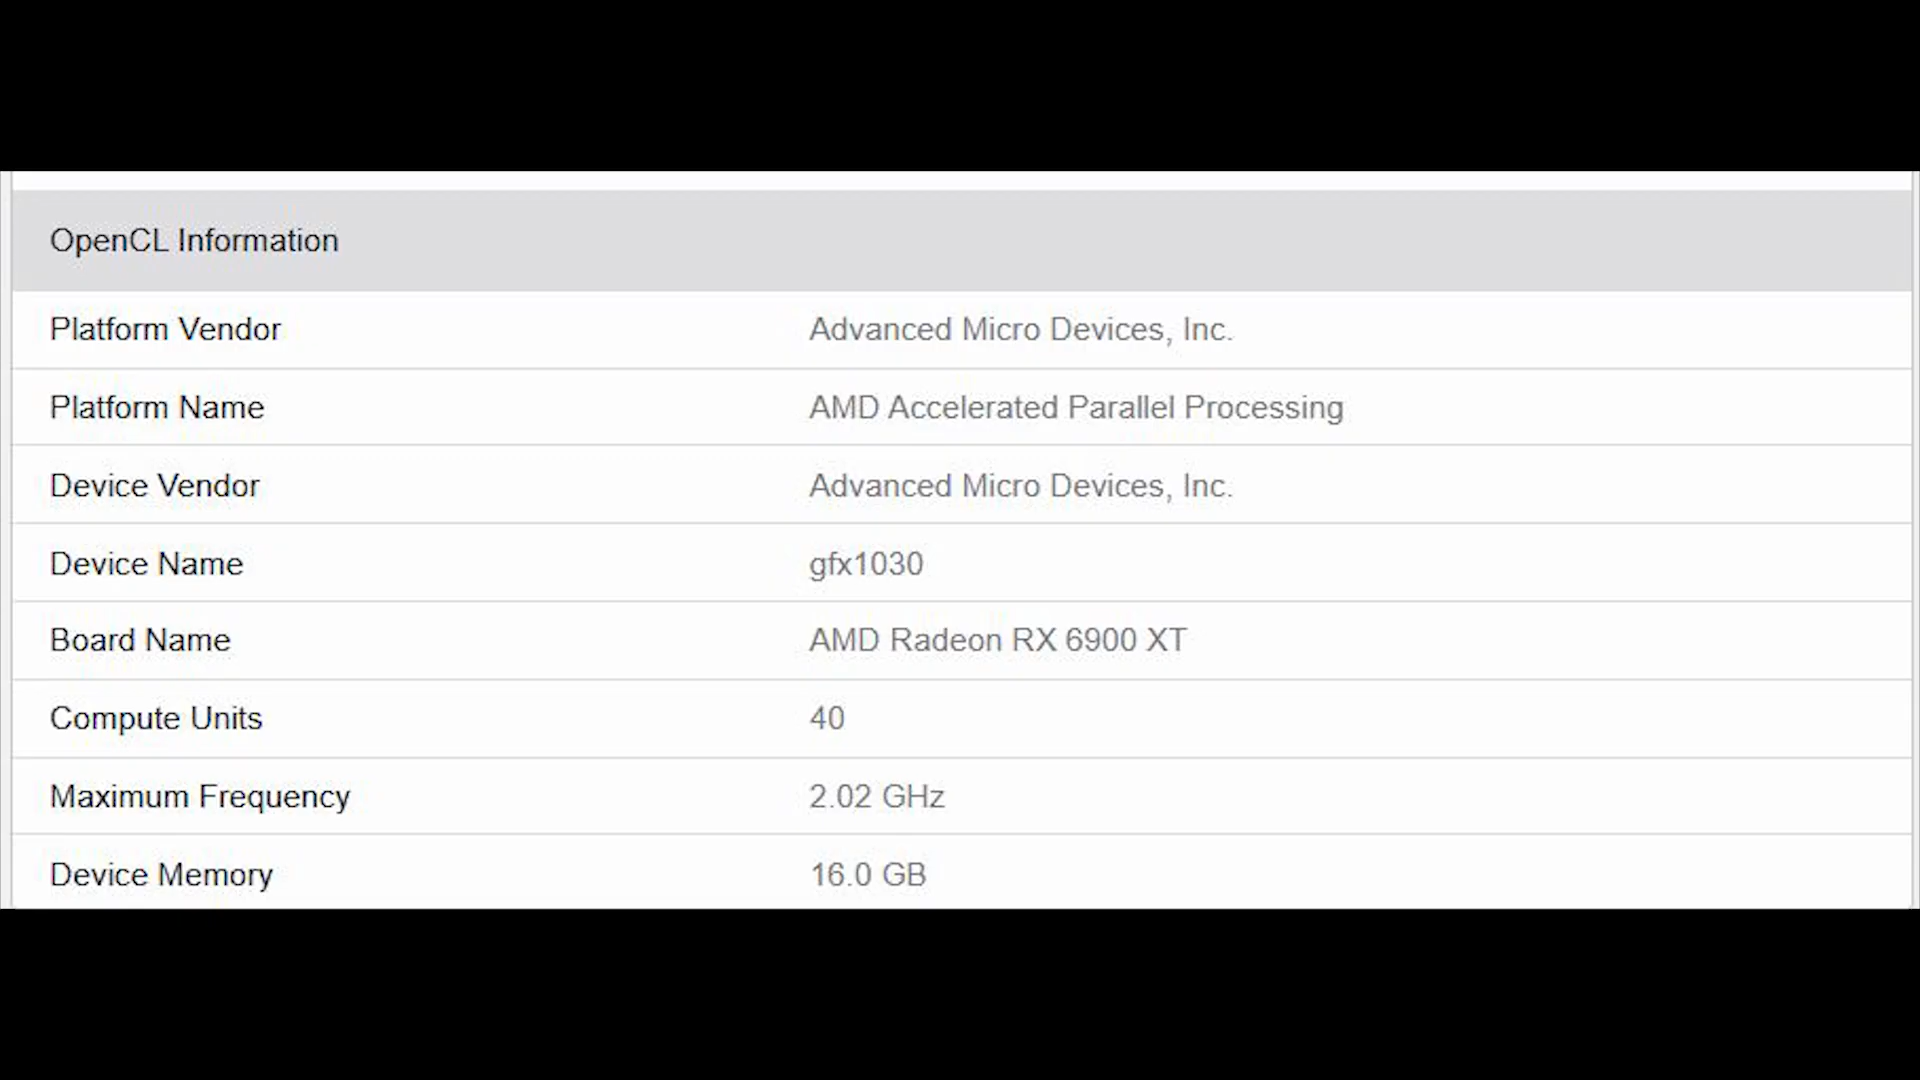 OpenCL Information
Platform Vendor Advanced Micro Devices, Inc.
Platform Name AMD Accelerated Parallel Processing
Device Vendor Advanced Micro Devices, Inc.
Device Name gfx1030
Board Name AMD Radeon RX 6900 XT
Compute Units 40
Maximum Frequency 2.02 GHz
Device Memory 16.0 GB